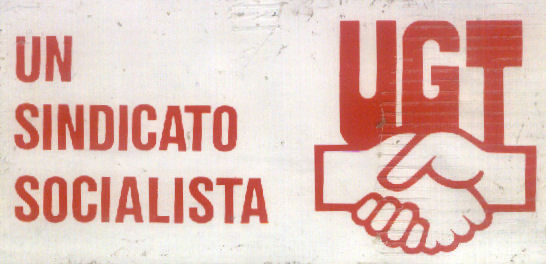 UN
SINDICATO
SOCIALISTA
UGT